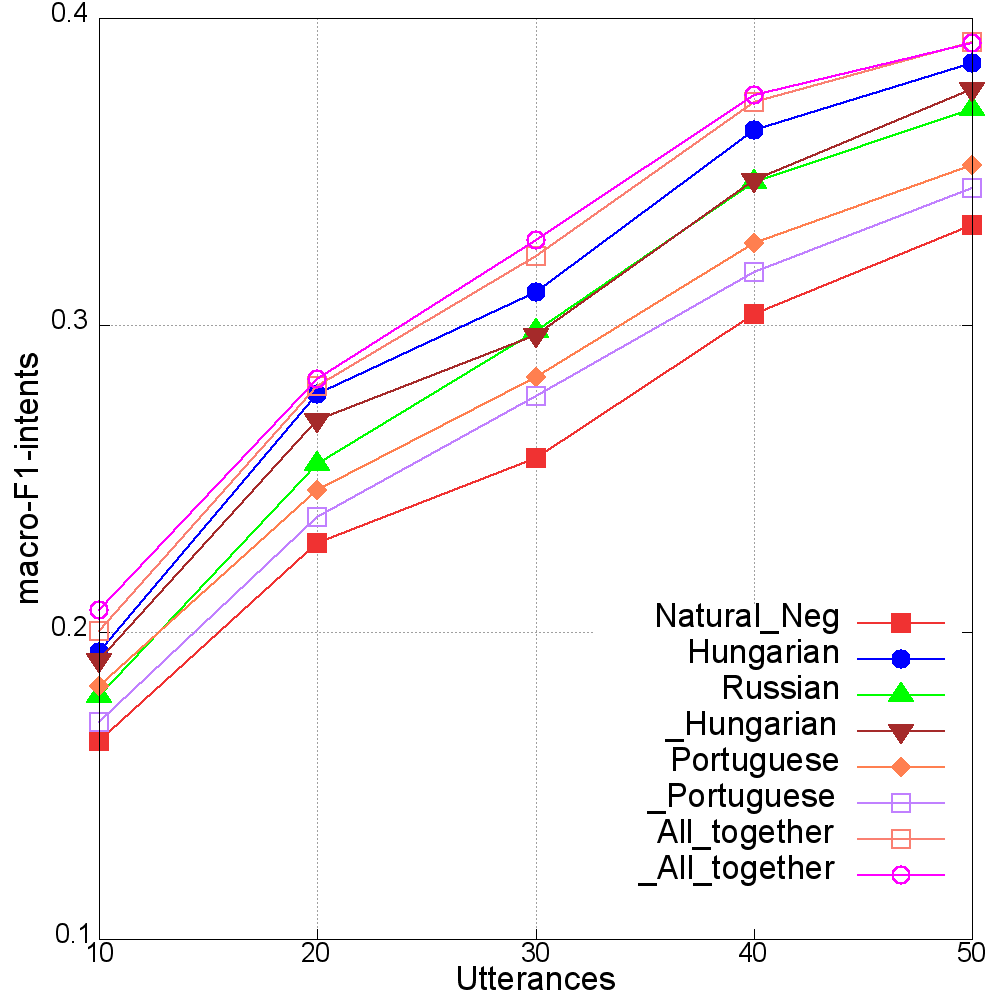 0.4
0.3
0.2
0.1
macro-F1-intents
Natural_Neg
Hungarian
Russian
_Hungarian
Portuguese
_Portuguese
All_together
_All_together
10 20 30 40 50
Utterances